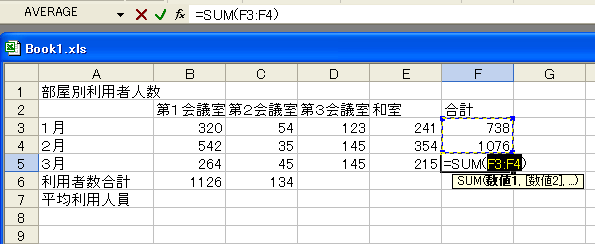 AVERAGE =SUM(F3:F4)
Book1.xls
A B C D E F G
1 部屋別利用者人数
2 第1会議室 第2会議室 第3会議室 和室 合計
3 1月 320 54 123 241 738
4 2月 542 35 145 354 1076
5 3月 264 45 145 215 =SUM(F3:F4)
6 利用者数合計 1126 134 SUM(数値1, [数値2], ...)
7 平均利用人員
8
9